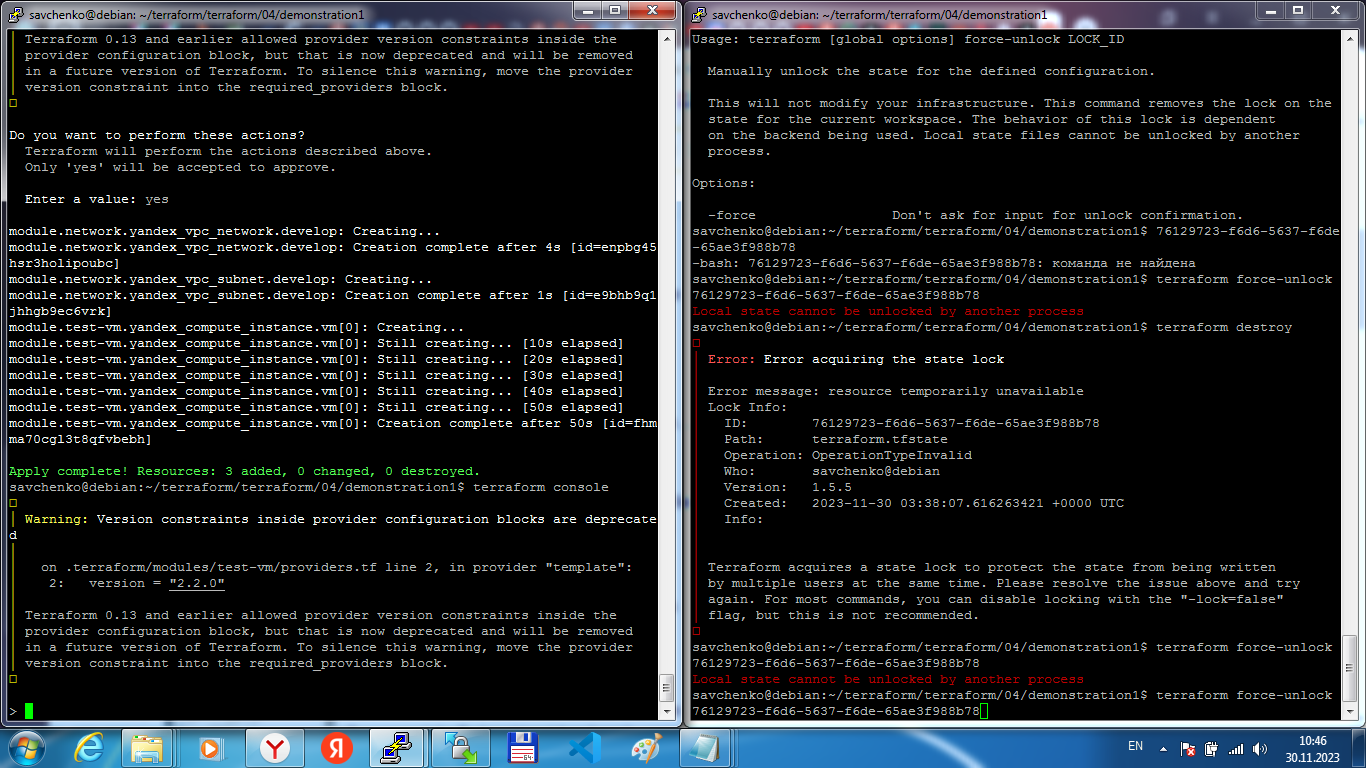 savchenko@debian: ~/terraform/terraform/04/demonstration1
Terraform 0.13 and earlier allowed provider version constraints inside the
provider configuration block, but that is now deprecated and will be removed
in a future version of Terraform. To silence this warning, move the provider
version constraint into the required_providers block.
Do you want to perform these actions?
Terraform will perform the actions described above.
Only 'yes' will be accepted to approve.
Enter a value: yes
module.network.yandex_vpc_network.develop: Creating...
module.network.yandex_vpc_network.develop: Creation complete after 4s [id=enpbg45
hsr3holipoubc]
module.network.yandex_vpc_subnet.develop: Creating...
module.network.yandex_vpc_subnet.develop: Creation complete after 1s [id=e9bhb9q1
jhhgb9ec6vrk]
module.test-vm.yandex_compute_instance.vm[0]: Creating...
module.test-vm.yandex_compute_instance.vm[0]: Still creating... [10s elapsed]
module.test-vm.yandex_compute_instance.vm[0]: Still creating... [20s elapsed]
module.test-vm.yandex_compute_instance.vm[0]: Still creating... [30s elapsed]
module.test-vm.yandex_compute_instance.vm[0]: Still creating... [40s elapsed]
module.test-vm.yandex_compute_instance.vm[0]: Still creating... [50s elapsed]
module.test-vm.yandex_compute_instance.vm[0]: Creation complete after 50s [id=fhm
ma70cgl3t8qfvbebh]
Apply complete! Resources: 3 added, 0 changed, 0 destroyed.
savchenko@debian:~/terraform/terraform/04/demonstration1$ terraform console
Warning: Version constraints inside provider configuration blocks are deprecate
d
on .terraform/modules/test-vm/providers.tf line 2, in provider "template":
2:   version = "2.2.0"
Terraform 0.13 and earlier allowed provider version constraints inside the
provider configuration block, but that is now deprecated and will be removed
in a future version of Terraform. To silence this warning, move the provider
version constraint into the required_providers block.
>
savchenko@debian: ~/terraform/terraform/04/demonstration1
Usage: terraform [global options] force-unlock LOCK_ID
Manually unlock the state for the defined configuration.
This will not modify your infrastructure. This command removes the lock on the
state for the current workspace. The behavior of this lock is dependent
on the backend being used. Local state files cannot be unlocked by another
process.
Options:
-force                 Don't ask for input for unlock confirmation.
savchenko@debian:~/terraform/terraform/04/demonstration1$ 76129723-f6d6-5637-f6de
-65ae3f988b78
-bash: 76129723-f6d6-5637-f6de-65ae3f988b78: команда не найдена
savchenko@debian:~/terraform/terraform/04/demonstration1$ terraform force-unlock
76129723-f6d6-5637-f6de-65ae3f988b78
Local state cannot be unlocked by another process
savchenko@debian:~/terraform/terraform/04/demonstration1$ terraform destroy
Error: Error acquiring the state lock
Error message: resource temporarily unavailable
Lock Info:
ID:        76129723-f6d6-5637-f6de-65ae3f988b78
Path:      terraform.tfstate
Operation: OperationTypeInvalid
Who:       savchenko@debian
Version:   1.5.5
Created:   2023-11-30 03:38:07.616263421 +0000 UTC
Info:
Terraform acquires a state lock to protect the state from being written
by multiple users at the same time. Please resolve the issue above and try
again. For most commands, you can disable locking with the "-lock=false"
flag, but this is not recommended.
savchenko@debian:~/terraform/terraform/04/demonstration1$ terraform force-unlock
76129723-f6d6-5637-f6de-65ae3f988b78
Local state cannot be unlocked by another process
savchenko@debian:~/terraform/terraform/04/demonstration1$ terraform force-unlock
76129723-f6d6-5637-f6de-65ae3f988b78
EN
10:46
30.11.2023